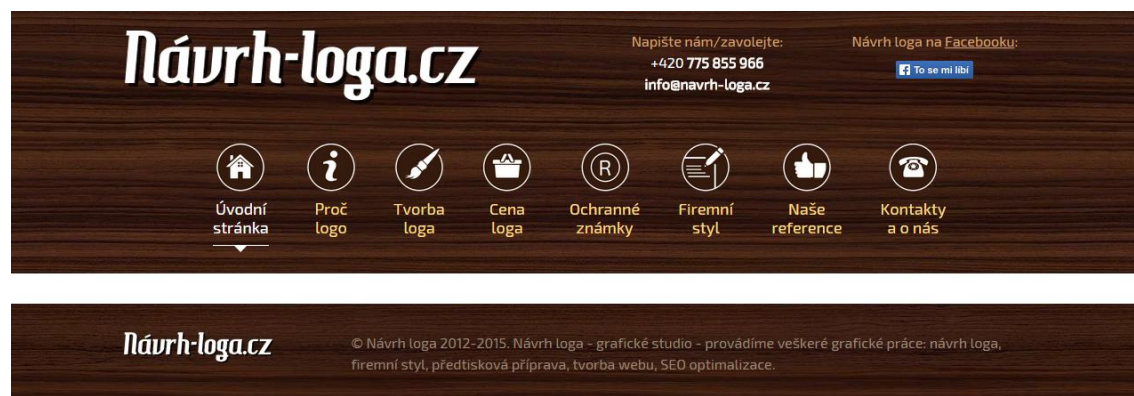 Návrh-loga.cz
Napište nám/zavolejte:
+420 775 855 966
info@navrh-loga.cz
Návrh loga na Facebooku:
To se mi líbí
Úvodní
stránka
Proč
logo
Tvorba
loga
Cena
loga
R
Ochranné
známky
Firemní
styl
Naše
reference
Kontakty
a o nás
Návrh-loga.cz
© Návrh loga 2012-2015. Návrh loga - grafické studio - provádíme veškeré grafické práce: návrh loga,
firemní styl, předtisková příprava, tvorba webu, SEO optimalizace.